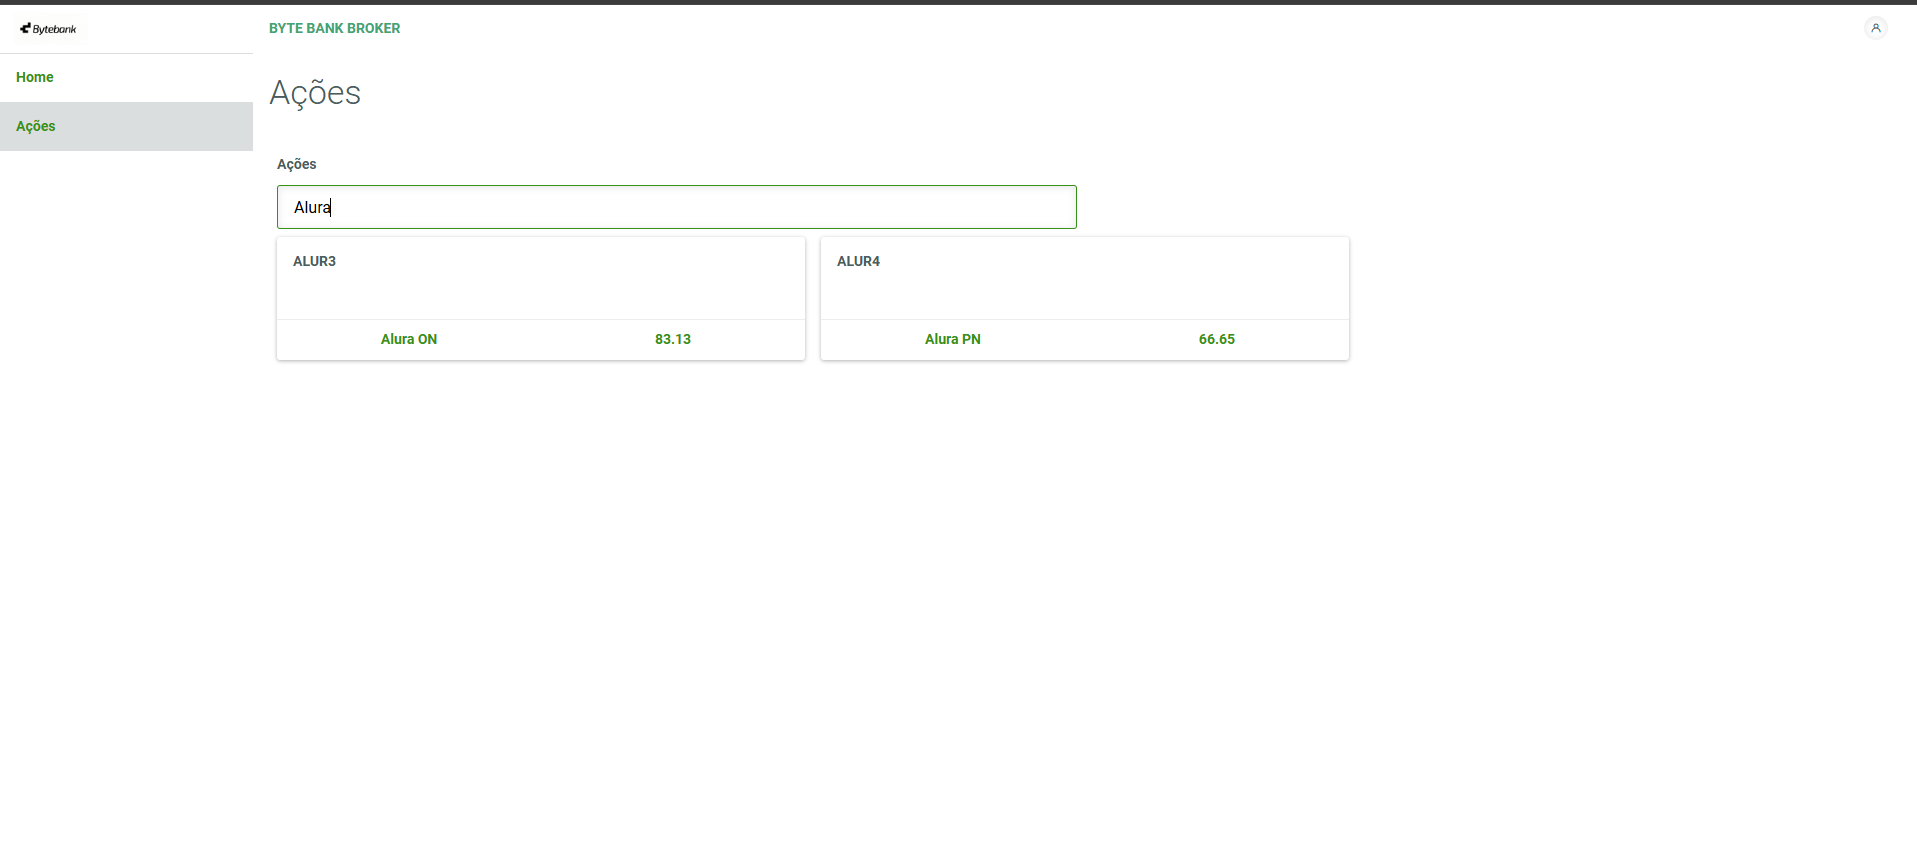 Bytebank
BYTE BANK BROKER
Home
Ações
Ações
Ações
Alura
ALUR3
Alura ON 83.13
ALUR4
Alura PN 66.65